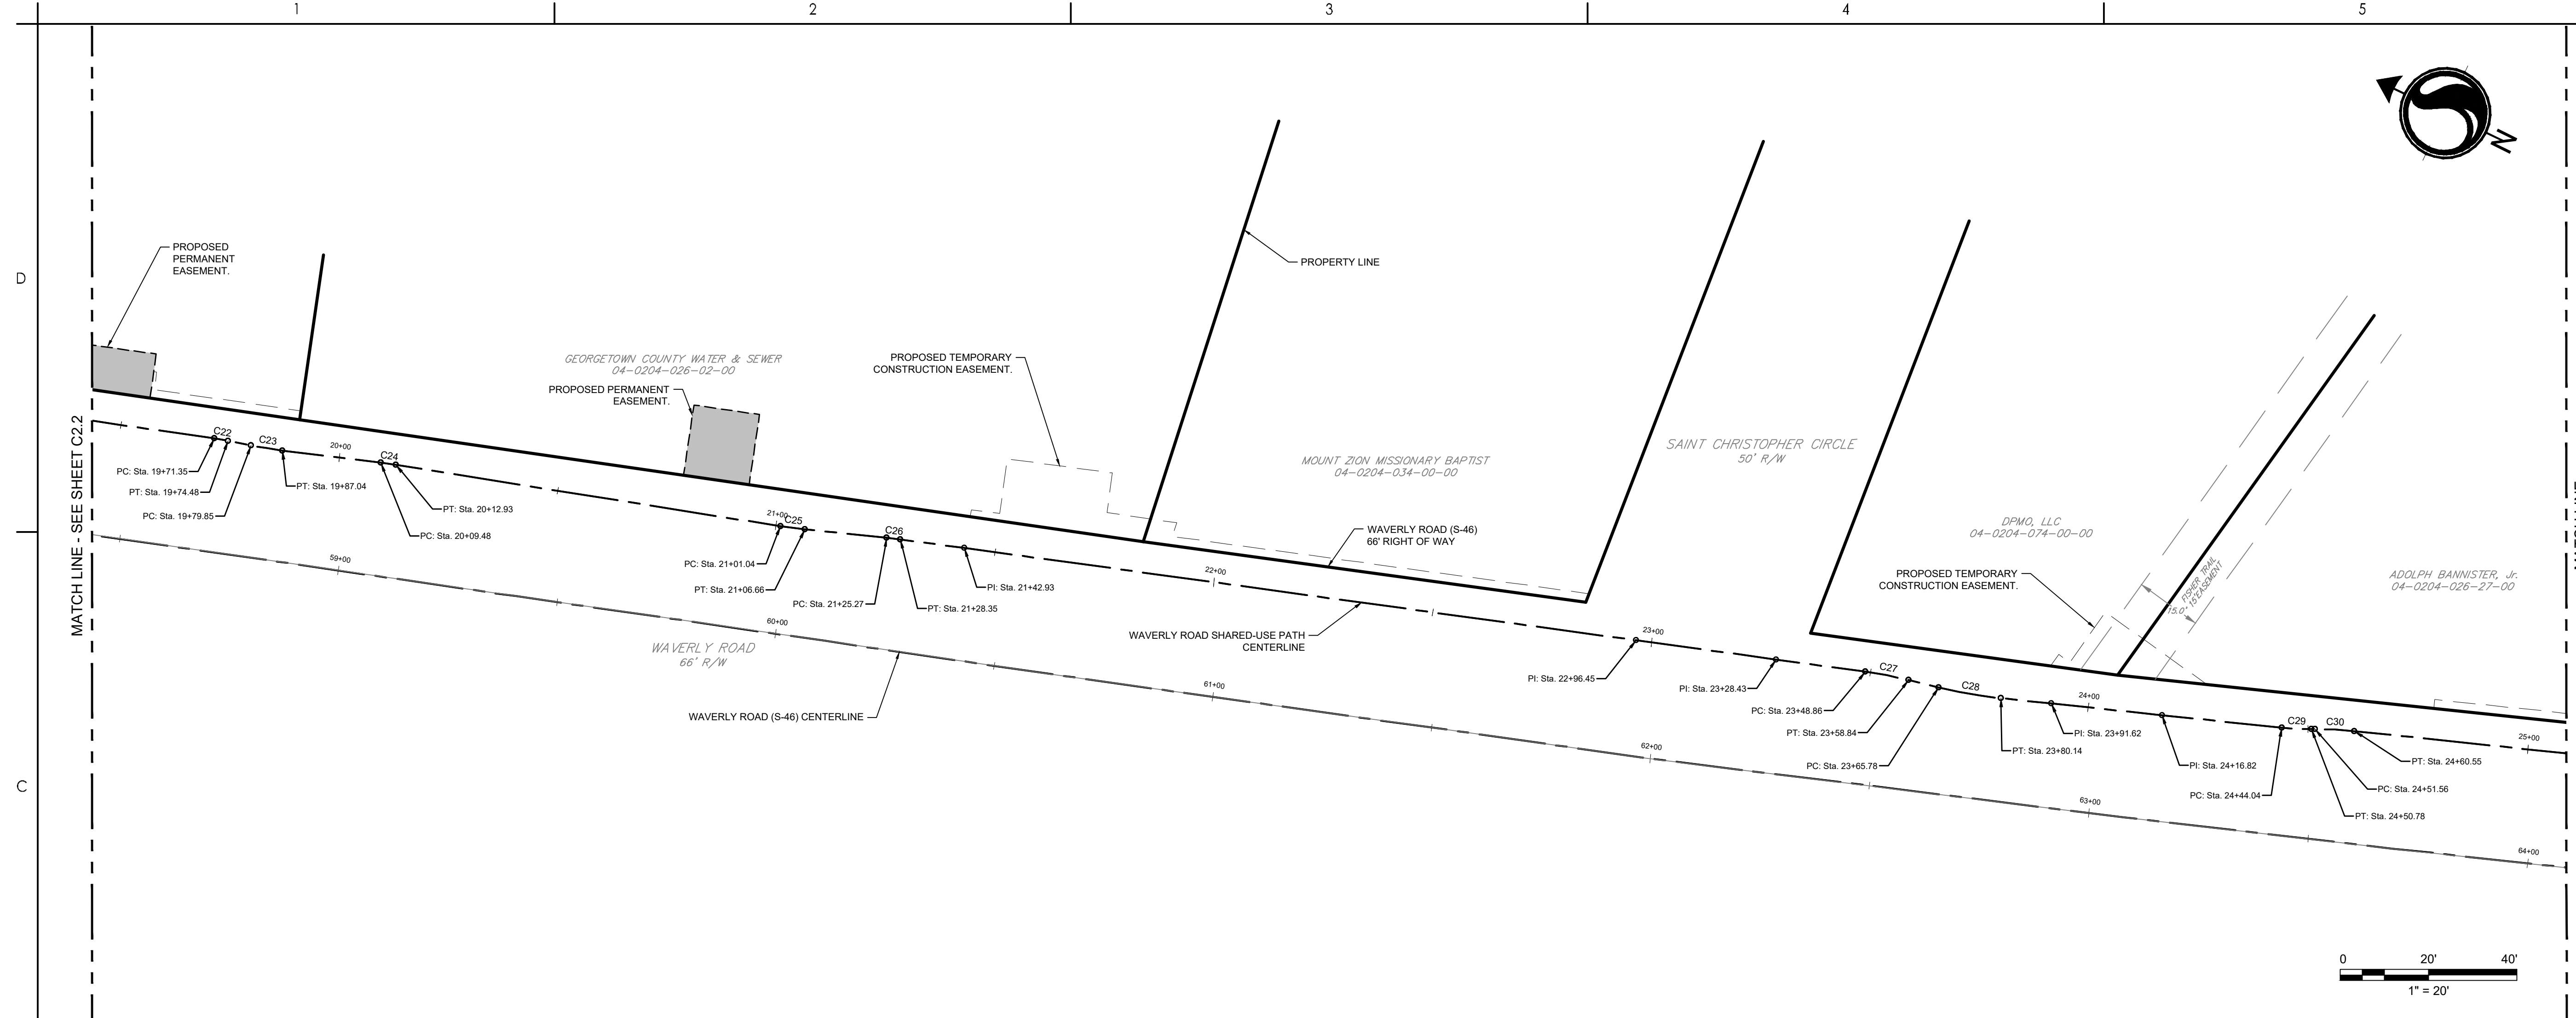 1
2
3
4
5
D
C
N
MATCH LINE - SEE SHEET C2.2
PROPOSED
PERMANENT
EASEMENT.
GEORGETOWN COUNTY WATER & SEWER
04-0204-026-02-00
PROPOSED PERMANENT
EASEMENT.
PROPOSED TEMPORARY
CONSTRUCTION EASEMENT.
PROPERTY LINE
MOUNT ZION MISSIONARY BAPTIST
04-0204-034-00-00
SAINT CHRISTOPHER CIRCLE
50' R/W
DPMO, LLC
04-0204-074-00-00
PROPOSED TEMPORARY
CONSTRUCTION EASEMENT.
FISHER TRAIL
15' EASEMENT
15.0'
ADOLPH BANNISTER, Jr.
04-0204-026-27-00
WAVERLY ROAD (S-46)
66' RIGHT OF WAY
WAVERLY ROAD SHARED-USE PATH
CENTERLINE
WAVERLY ROAD
66' R/W
WAVERLY ROAD (S-46) CENTERLINE
C22
C23
20+00
C24
21+00
C25
C26
22+00
23+00
C27
C28
24+00
C29
C30
25+00
PC: Sta. 19+71.35
PT: Sta. 19+74.48
PC: Sta. 19+79.85
PT: Sta. 19+87.04
PT: Sta. 20+12.93
PC: Sta. 20+09.48
PC: Sta. 21+01.04
PT: Sta. 21+06.66
PC: Sta. 21+25.27
PT: Sta. 21+28.35
PI: Sta. 21+42.93
PI: Sta. 22+96.45
PI: Sta. 23+28.43
PC: Sta. 23+48.86
PT: Sta. 23+58.84
PC: Sta. 23+65.78
PT: Sta. 23+80.14
PI: Sta. 23+91.62
PI: Sta. 24+16.82
PC: Sta. 24+44.04
PT: Sta. 24+60.55
PC: Sta. 24+51.56
PT: Sta. 24+50.78
59+00
60+00
61+00
62+00
63+00
64+00
0 20' 40'
1" = 20'